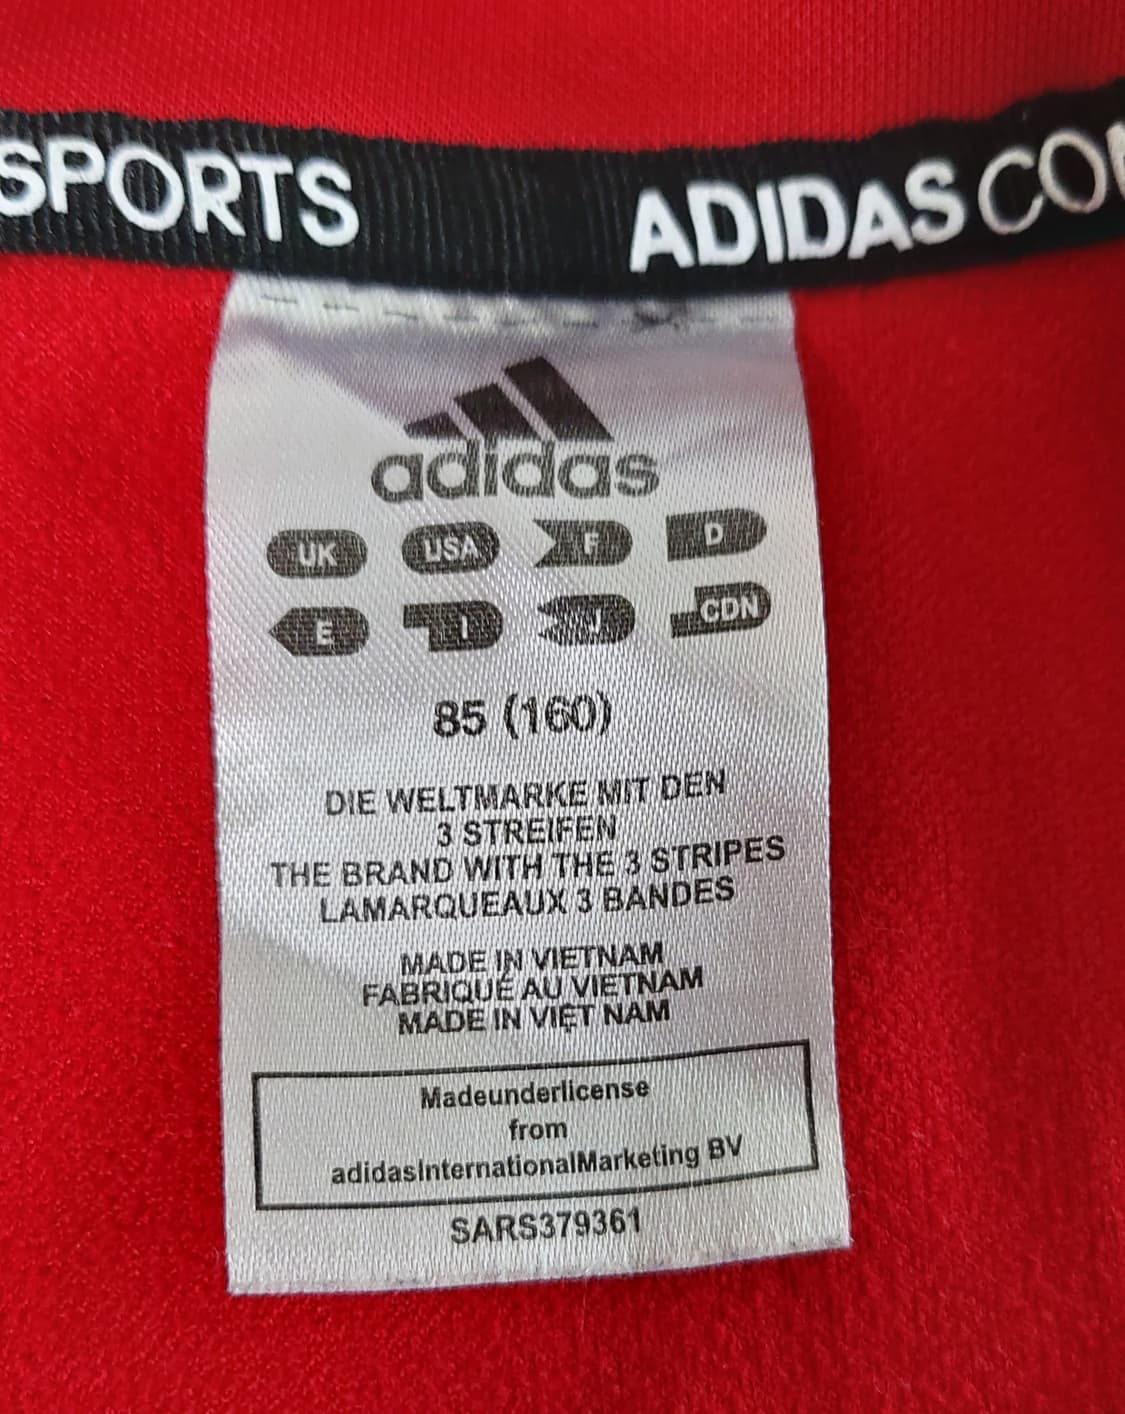 SPORTS ADIDAS CO
adidas
UK USA F D
E I J CDN
85 (160)
DIE WELTMARKE MIT DEN
3 STREIFEN
THE BRAND WITH THE 3 STRIPES
LAMARQUEAUX 3 BANDES
MADE IN VIETNAM
FABRIQUÉ AU VIETNAM
MADE IN VIỆT NAM
Madeunderlicense
from
adidasInternationalMarketing BV
SARS379361